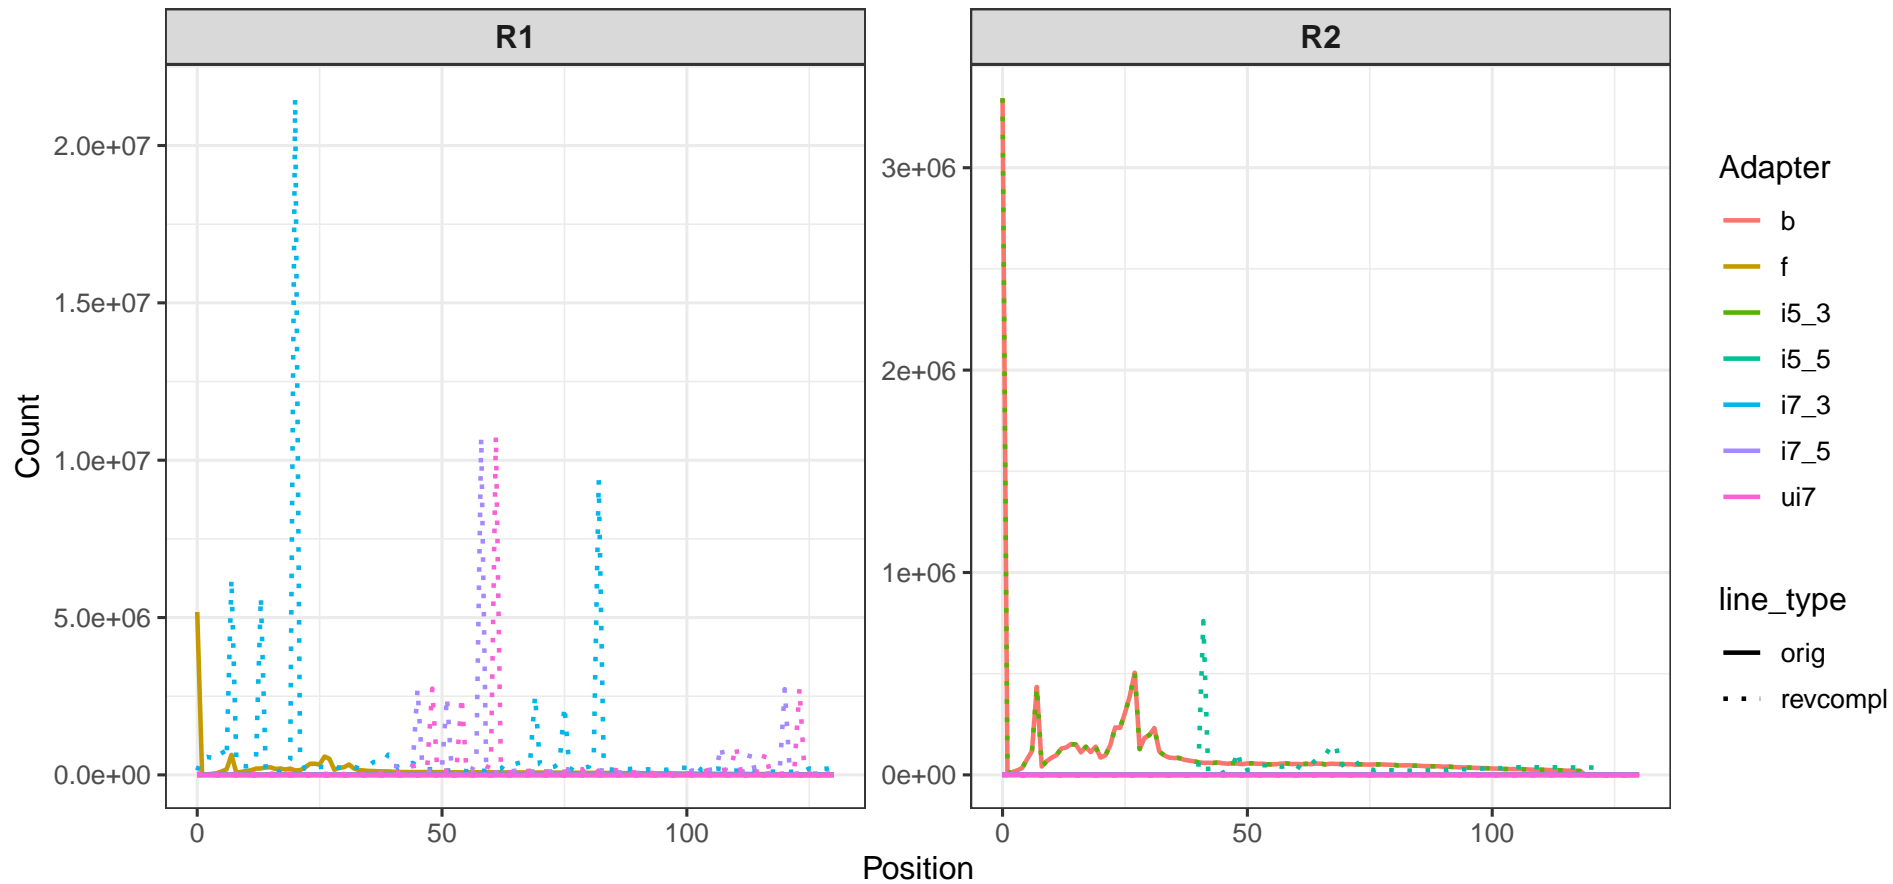 R1
R2
Count
2.0e+07
1.5e+07
1.0e+07
5.0e+06
0.0e+00
3e+06
2e+06
1e+06
0e+00
0
50
100
0
50
100
Position
Adapter
b
f
i5_3
i5_5
i7_3
i7_5
ui7
line_type
orig
revcompl